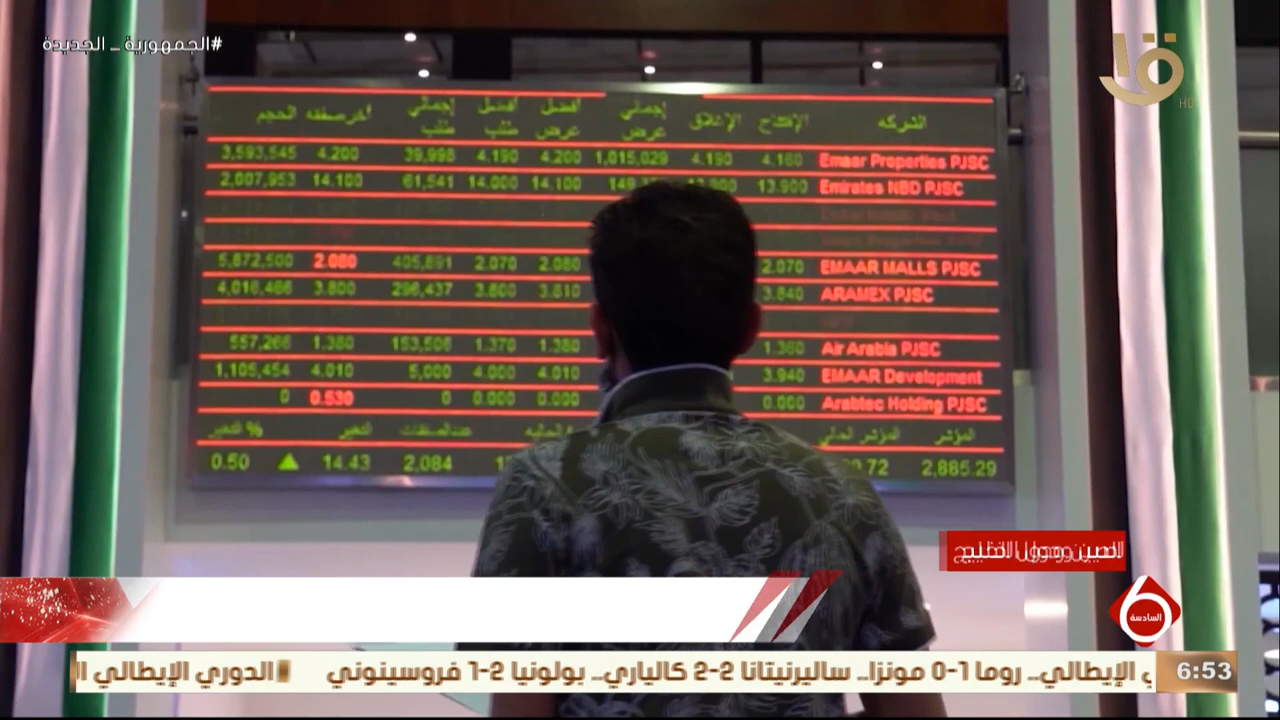 #الجمهورية _ الجديدة
HD
الشركه الإفتتاح الإغلاق إجمالي عرض أفضل عرض أفضل طلب إجمالي طلب أخر صفقه الحجم
Emaar Properties PJSC 4.160 4.190 1,015,029 4.200 4.190 39,998 4.200 3,593,545
Emirates NBD PJSC 13.900 14.100 14.000 61,541 14.100 2,007,953
EMAAR MALLS PJSC 2.070 2.080 2.070 405,891 2.080 5,872,500
ARAMEX PJSC 3.840 3.810 3.800 296,437 3.800 4,016,486
Air Arabia PJSC 1.360 1.380 1.370 153,506 1.380 557,266
EMAAR Development 3.940 4.010 4.000 5,000 4.010 1,105,454
Arabtec Holding PJSC 0.000 0.000 0.000 0 0.530 0
المؤشر المؤشر الحالي عدد الصفقات التغير التغير %
2,885.29 2,084 14.43 ▲ 0.50
السادسة
الإيطالي.. روما 1-0 مونزا.. ساليرنيتانا 2-2 كالياري.. بولونيا 2-1 فروسينوني الدوري الإيطالي
6:53